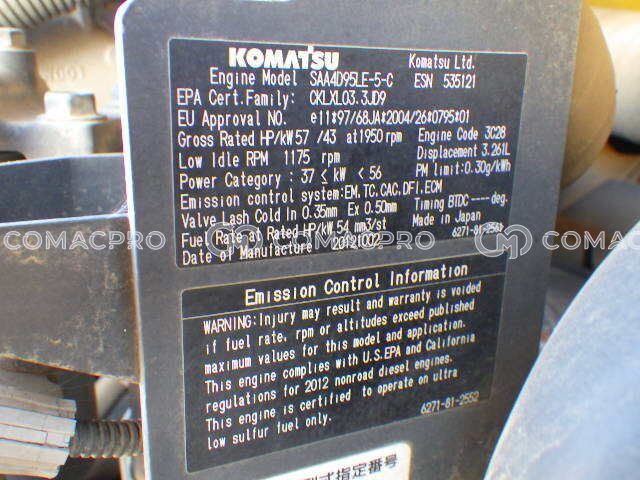 KOMATSU Komatsu Ltd.
Engine Model SAA4D95LE-5-C ESN 535121
EPA Cert.Family: CKLXL03.3JD9
EU Approval NO. e11*97/68JA*2004/26*0795*01
Gross Rated HP/kW 57 /43 at 1950 rpm Engine Code 3C28
Low Idle RPM 1175 rpm Displacement 3.261L
Power Category : 37 ≤ kW < 56 PM limit: 0.30g/kWh
Emission control system: EM, TC, CAC, DFI, ECM
Valve Lash Cold In 0.35mm Ex 0.50mm Timing BTDC ---- deg.
Fuel Rate at Rated HP/kW 54 mm3/st Made in Japan
Date of Manufacture 20121002 6271-81-2582
COMACPRO COMACPRO COMACPRO
Emission Control Information
WARNING: Injury may result and warranty is voided
if fuel rate, rpm or altitudes exceed published
maximum values for this model and application.
This engine complies with U.S.EPA and California
regulations for 2012 nonroad diesel engines.
This engine is certified to operate on ultra
low sulfur fuel only. 6271-81-2552
式指定番号